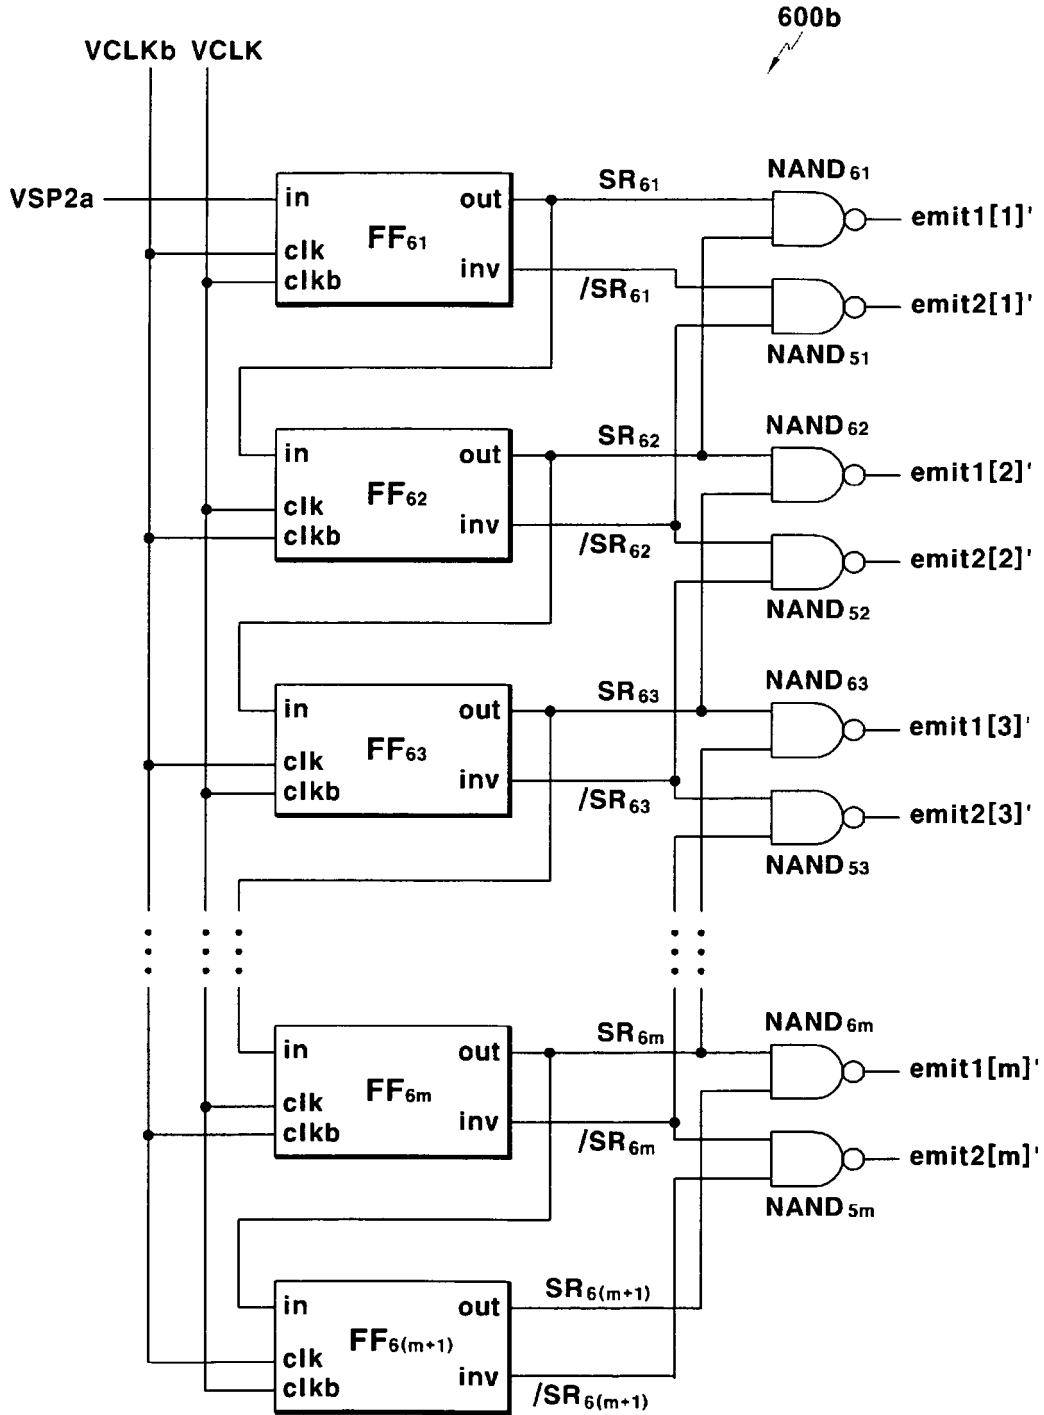 600b
VCLKb VCLK
VSP2a
in
out
clk
clkb
inv
FF61
SR61
/SR61
NAND61
emit1[1]'
emit2[1]'
NAND51
in
out
clk
clkb
inv
FF62
SR62
/SR62
NAND62
emit1[2]'
emit2[2]'
NAND52
in
out
clk
clkb
inv
FF63
SR63
/SR63
NAND63
emit1[3]'
emit2[3]'
NAND53
in
out
clk
clkb
inv
FF6m
SR6m
/SR6m
NAND6m
emit1[m]'
emit2[m]'
NAND5m
in
out
clk
clkb
inv
FF6(m+1)
SR6(m+1)
/SR6(m+1)